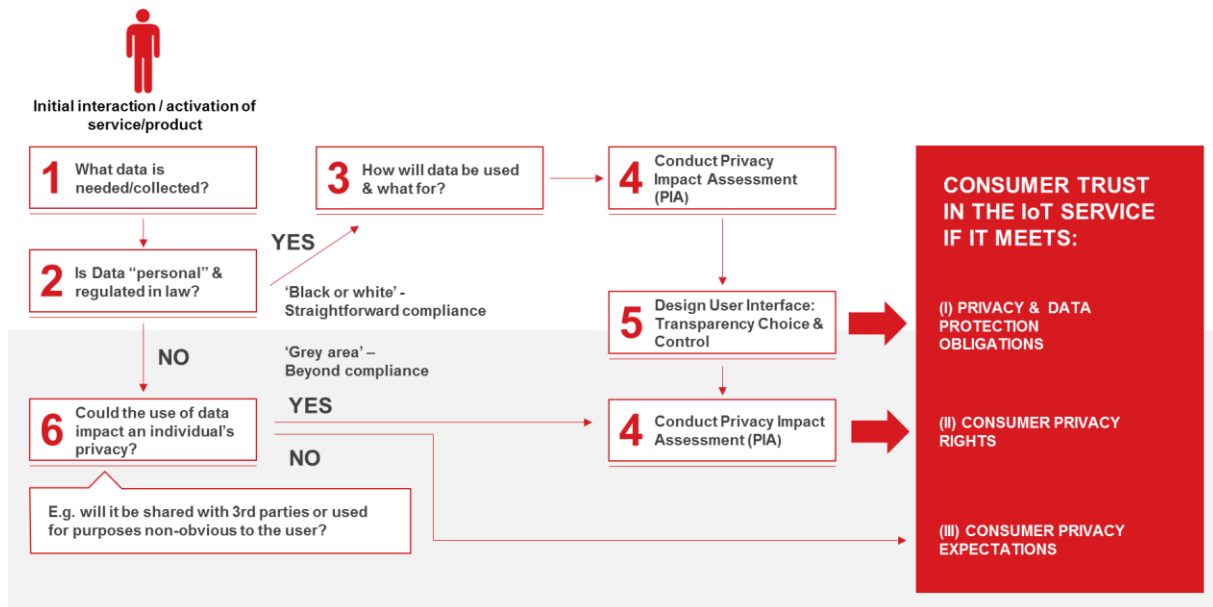 Initial interaction / activation of
service/product
1
What data is
needed/collected?
3
How will data be used
& what for?
4
Conduct Privacy
Impact Assessment
(PIA)
CONSUMER TRUST
IN THE IoT SERVICE
IF IT MEETS:
YES
2
Is Data “personal” &
regulated in law?
‘Black or white’ -
Straightforward compliance
5
Design User Interface:
Transparency Choice &
Control
(I) PRIVACY & DATA
PROTECTION
OBLIGATIONS
NO
‘Grey area’ –
Beyond compliance
6
Could the use of data
impact an individual’s
privacy?
YES
NO
4
Conduct Privacy Impact
Assessment (PIA)
(II) CONSUMER PRIVACY
RIGHTS
E.g. will it be shared with 3rd parties or used
for purposes non-obvious to the user?
(III) CONSUMER PRIVACY
EXPECTATIONS